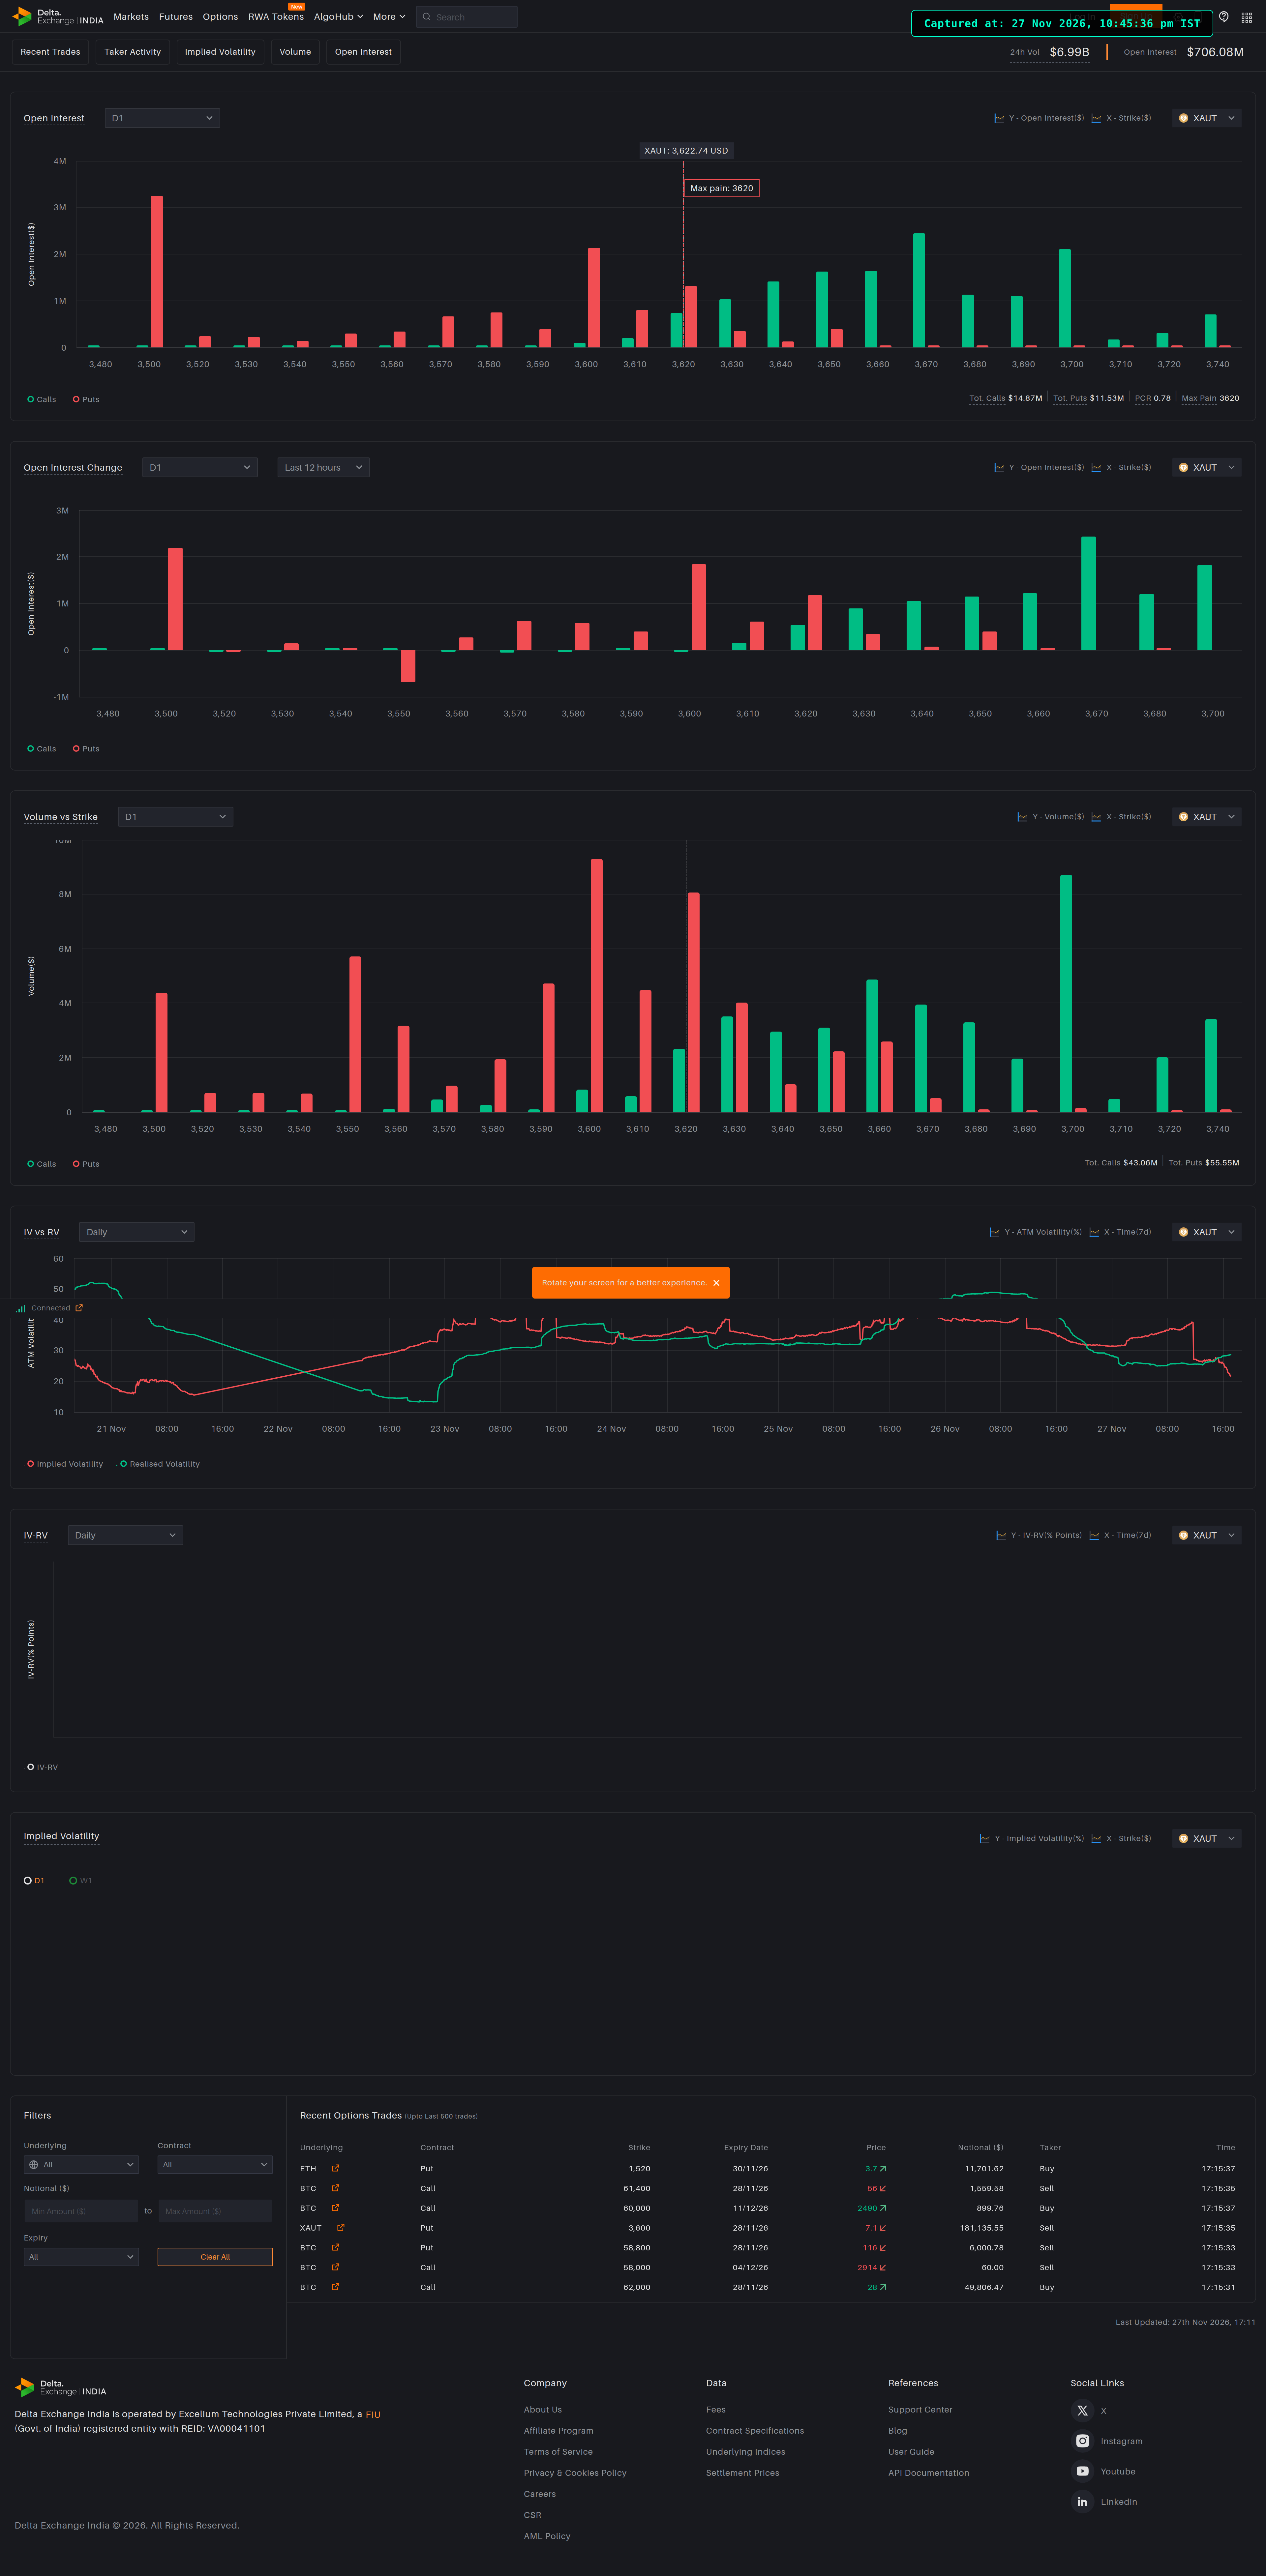 Delta.
Exchange | INDIA
Markets
Futures
Options
RWA Tokens
New
AlgoHub
More
Search
Captured at: 27 Nov 2026, 10:45:36 pm IST
Recent Trades
Taker Activity
Implied Volatility
Volume
Open Interest
24h Vol $6.99B
Open Interest $706.08M
Open Interest
D1
Y - Open Interest($) X - Strike($)
XAUT
XAUT: 3,622.74 USD
Max pain: 3620
Open Interest($)
4M
3M
2M
1M
0
3,480 3,500 3,520 3,530 3,540 3,550 3,560 3,570 3,580 3,590 3,600 3,610 3,620 3,630 3,640 3,650 3,660 3,670 3,680 3,690 3,700 3,710 3,720 3,740
Calls Puts
Tot. Calls $14.87M Tot. Puts $11.53M PCR 0.78 Max Pain 3620
Open Interest Change
D1
Last 12 hours
Y - Open Interest($) X - Strike($)
XAUT
Open Interest($)
3M
2M
1M
0
-1M
3,480 3,500 3,520 3,530 3,540 3,550 3,560 3,570 3,580 3,590 3,600 3,610 3,620 3,630 3,640 3,650 3,660 3,670 3,680 3,700
Calls Puts
Volume vs Strike
D1
Y - Volume($) X - Strike($)
XAUT
Volume($)
10M
8M
6M
4M
2M
0
3,480 3,500 3,520 3,530 3,540 3,550 3,560 3,570 3,580 3,590 3,600 3,610 3,620 3,630 3,640 3,650 3,660 3,670 3,680 3,690 3,700 3,710 3,720 3,740
Calls Puts
Tot. Calls $43.06M Tot. Puts $55.55M
IV vs RV
Daily
Y - ATM Volatility(%) X - Time(7d)
XAUT
60
50
Rotate your screen for a better experience.
Connected
ATM Volatilit
40
30
20
10
21 Nov 08:00 16:00 22 Nov 08:00 16:00 23 Nov 08:00 16:00 24 Nov 08:00 16:00 25 Nov 08:00 16:00 26 Nov 08:00 16:00 27 Nov 08:00 16:00
Implied Volatility Realised Volatility
IV-RV
Daily
Y - IV-RV(% Points) X - Time(7d)
XAUT
IV-RV(% Points)
IV-RV
Implied Volatility
Y - Implied Volatility(%) X - Strike($)
XAUT
D1 W1
Filters
Underlying Contract
All All
Notional ($)
Min Amount ($) to Max Amount ($)
Expiry
All
Clear All
Recent Options Trades (Upto Last 500 trades)
Underlying Contract Strike Expiry Date Price Notional ($) Taker Time
ETH Put 1,520 30/11/26 3.7 11,701.62 Buy 17:15:37
BTC Call 61,400 28/11/26 56 1,559.58 Sell 17:15:35
BTC Call 60,000 11/12/26 2490 899.76 Buy 17:15:37
XAUT Put 3,600 28/11/26 7.1 181,135.55 Sell 17:15:35
BTC Put 58,800 28/11/26 116 6,000.78 Sell 17:15:33
BTC Call 58,000 04/12/26 2914 60.00 Sell 17:15:33
BTC Call 62,000 28/11/26 28 49,806.47 Buy 17:15:31
Last Updated: 27th Nov 2026, 17:11
Delta.
Exchange | INDIA
Delta Exchange India is operated by Excelium Technologies Private Limited, a FIU
(Govt. of India) registered entity with REID: VA00041101
Delta Exchange India © 2026. All Rights Reserved.
Company
About Us
Affiliate Program
Terms of Service
Privacy & Cookies Policy
Careers
CSR
AML Policy
Data
Fees
Contract Specifications
Underlying Indices
Settlement Prices
References
Support Center
Blog
User Guide
API Documentation
Social Links
X
Instagram
Youtube
Linkedin